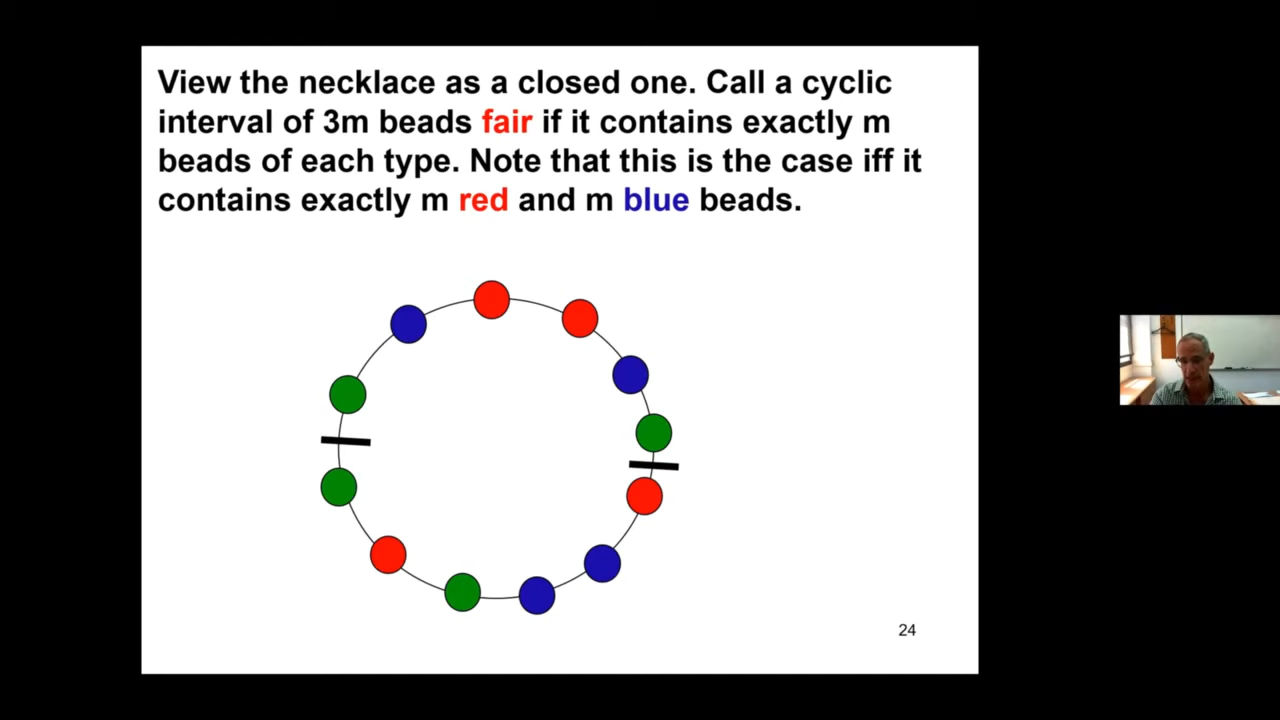 View the necklace as a closed one. Call a cyclic
interval of 3m beads fair if it contains exactly m
beads of each type. Note that this is the case iff it
contains exactly m red and m blue beads.
24